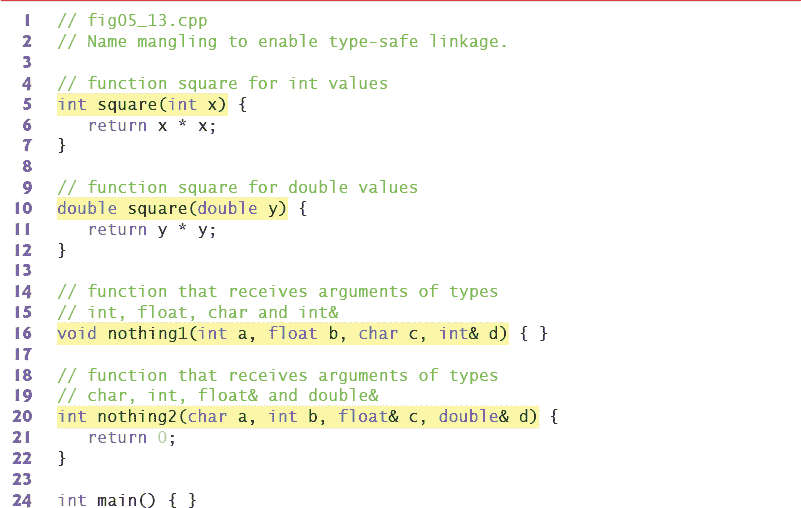 1 // fig05_13.cpp
2 // Name mangling to enable type-safe linkage.
3
4 // function square for int values
5 int square(int x) {
6    return x * x;
7 }
8
9 // function square for double values
10 double square(double y) {
11    return y * y;
12 }
13
14 // function that receives arguments of types
15 // int, float, char and int&
16 void nothing1(int a, float b, char c, int& d) { }
17
18 // function that receives arguments of types
19 // char, int, float& and double&
20 int nothing2(char a, int b, float& c, double& d) {
21    return 0;
22 }
23
24 int main() { }